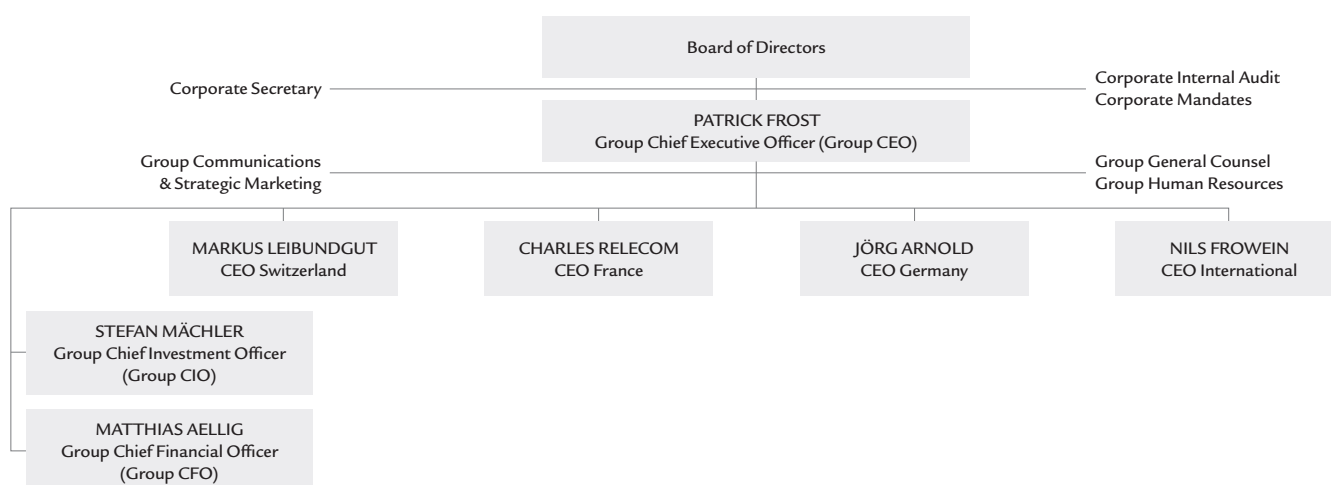 Board of Directors
Corporate Secretary
Corporate Internal Audit
Corporate Mandates
PATRICK FROST
Group Chief Executive Officer (Group CEO)
Group Communications
& Strategic Marketing
Group General Counsel
Group Human Resources
MARKUS LEIBUNDGUT
CEO Switzerland
CHARLES RELECOM
CEO France
JÖRG ARNOLD
CEO Germany
NILS FROWEIN
CEO International
STEFAN MÄCHLER
Group Chief Investment Officer
(Group CIO)
MATTHIAS AELLIG
Group Chief Financial Officer
(Group CFO)